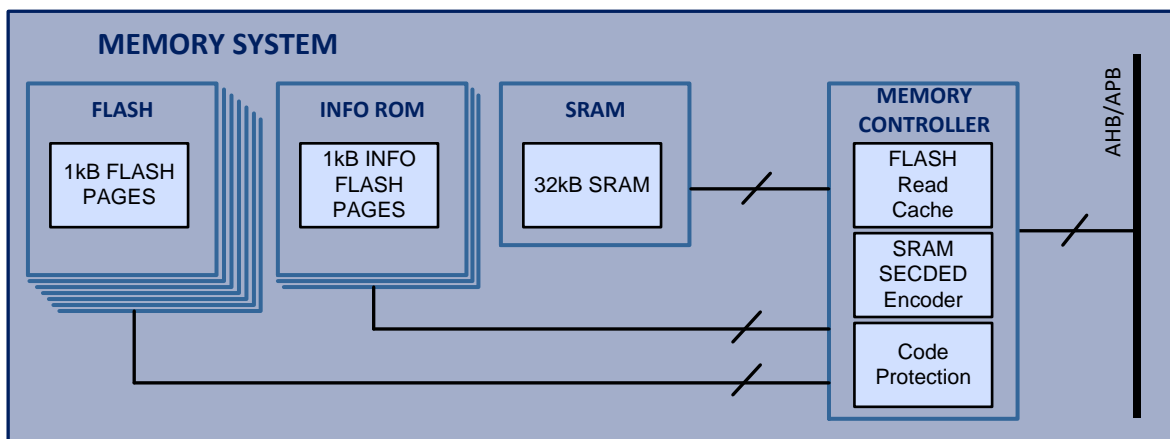 MEMORY SYSTEM
FLASH
1kB FLASH
PAGES
INFO ROM
1kB INFO
FLASH
PAGES
SRAM
32kB SRAM
MEMORY
CONTROLLER
FLASH
Read
Cache
SRAM
SECDED
Encoder
Code
Protection
AHB/APB